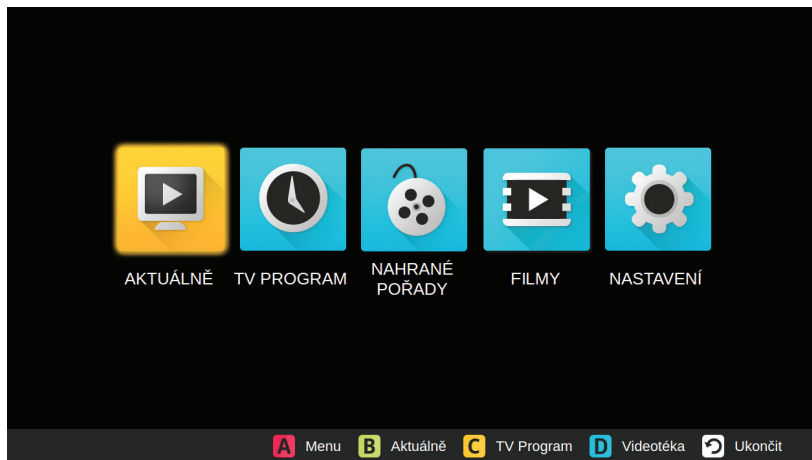 AKTUÁLNĚ
TV PROGRAM
NAHRANÉ
POŘADY
FILMY
NASTAVENÍ
A Menu B Aktuálně C TV Program D Videotéka Ukončit